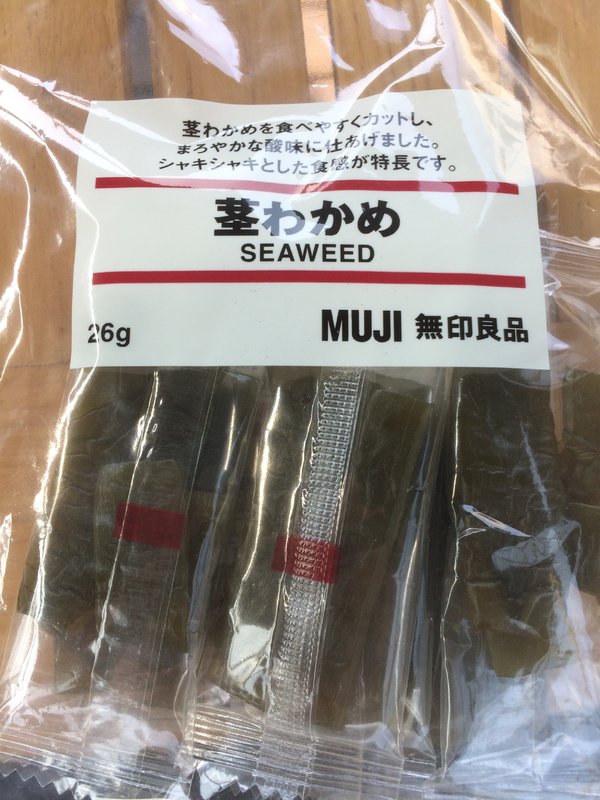 茎わかめを食べやすくカットし、
まろやかな酸味に仕あげました。
シャキシャキとした食感が特長です。
茎わかめ
SEAWEED
26g
MUJI 無印良品